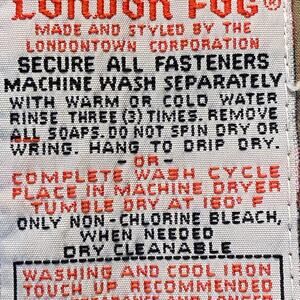 LONDON FOG®
MADE AND STYLED BY THE
LONDONTOWN CORPORATION
SECURE ALL FASTENERS
MACHINE WASH SEPARATELY
WITH WARM OR COLD WATER
RINSE THREE (3) TIMES. REMOVE
ALL SOAPS. DO NOT SPIN DRY OR
WRING. HANG TO DRIP DRY.
-OR-
COMPLETE WASH CYCLE
PLACE IN MACHINE DRYER
TUMBLE DRY AT 160° F
ONLY NON-CHLORINE BLEACH,
WHEN NEEDED
DRY CLEANABLE
WASHING AND COOL IRON
TOUCH UP RECOMMENDED